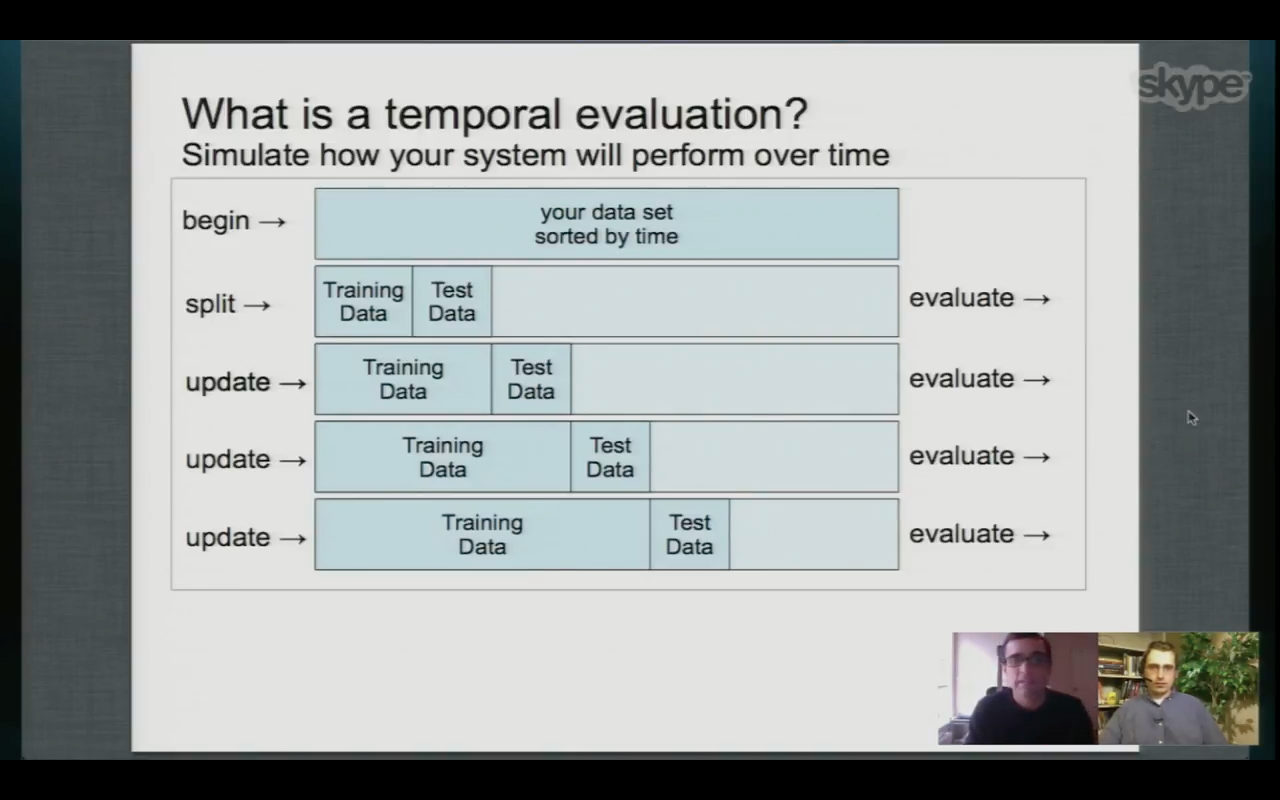 skype
What is a temporal evaluation?
Simulate how your system will perform over time
begin →
your data set
sorted by time
split →
Training
Data
Test
Data
evaluate →
update →
Training
Data
Test
Data
evaluate →
update →
Training
Data
Test
Data
evaluate →
update →
Training
Data
Test
Data
evaluate →